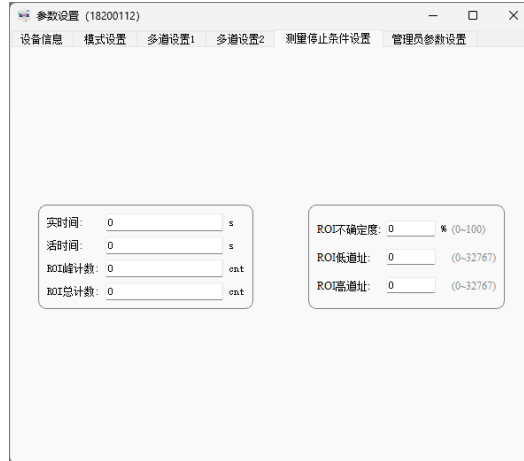 参数设置 (18200112)
设备信息 模式设置 多道设置1 多道设置2 测量停止条件设置 管理员参数设置
实时间: 0 s
活时间: 0 s
ROI峰计数: 0 cnt
ROI总计数: 0 cnt
ROI不确定度: 0 % (0~100)
ROI低道址: 0 (0~32767)
ROI高道址: 0 (0~32767)